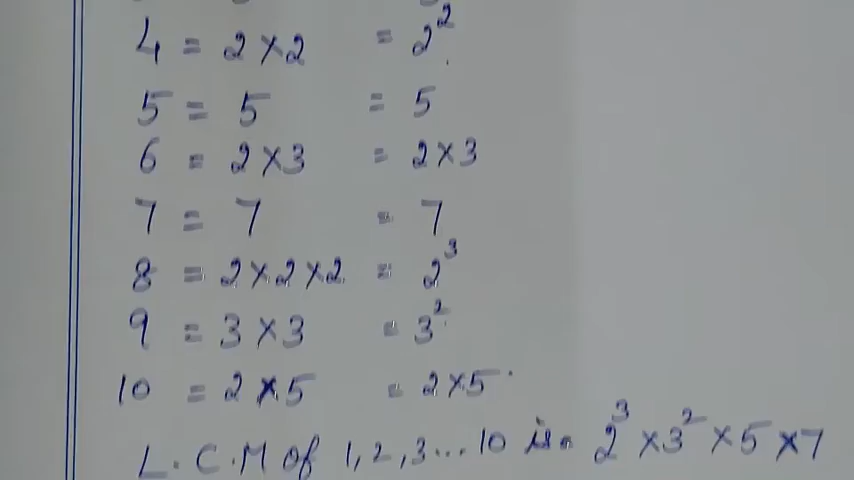 4 = 2 × 2 = 2²
5 = 5 = 5
6 = 2 × 3 = 2 × 3
7 = 7 = 7
8 = 2 × 2 × 2 = 2³
9 = 3 × 3 = 3²
10 = 2 × 5 = 2 × 5
L.C.M of 1, 2, 3...10 is 2³ × 3² × 5 × 7